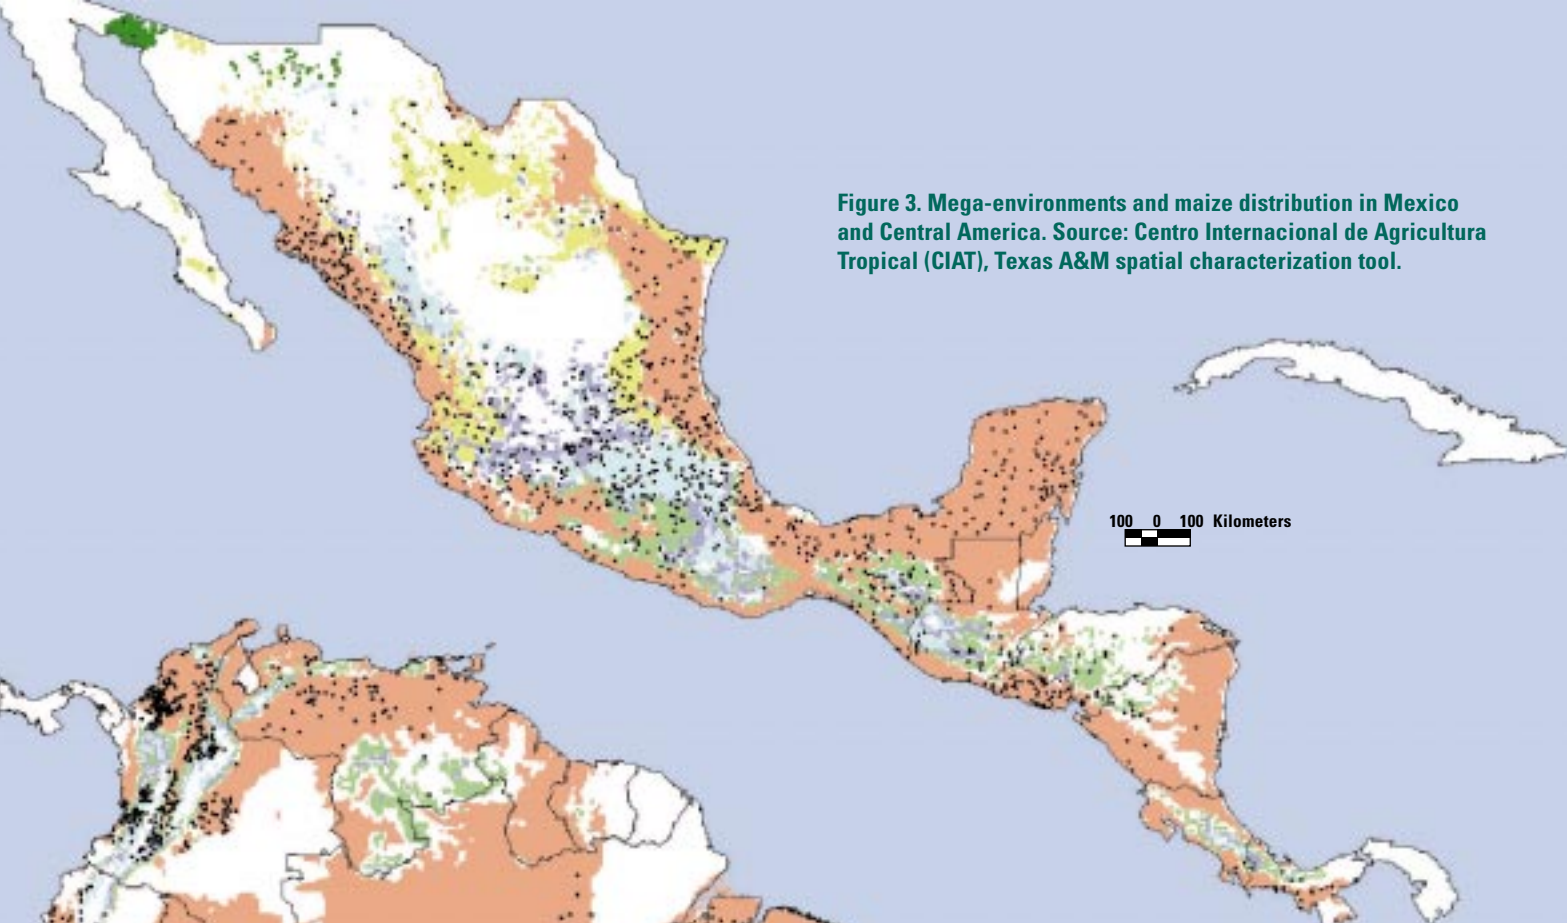 Figure 3. Mega-environments and maize distribution in Mexico
and Central America. Source: Centro Internacional de Agricultura
Tropical (CIAT), Texas A&M spatial characterization tool.
100 0 100 Kilometers